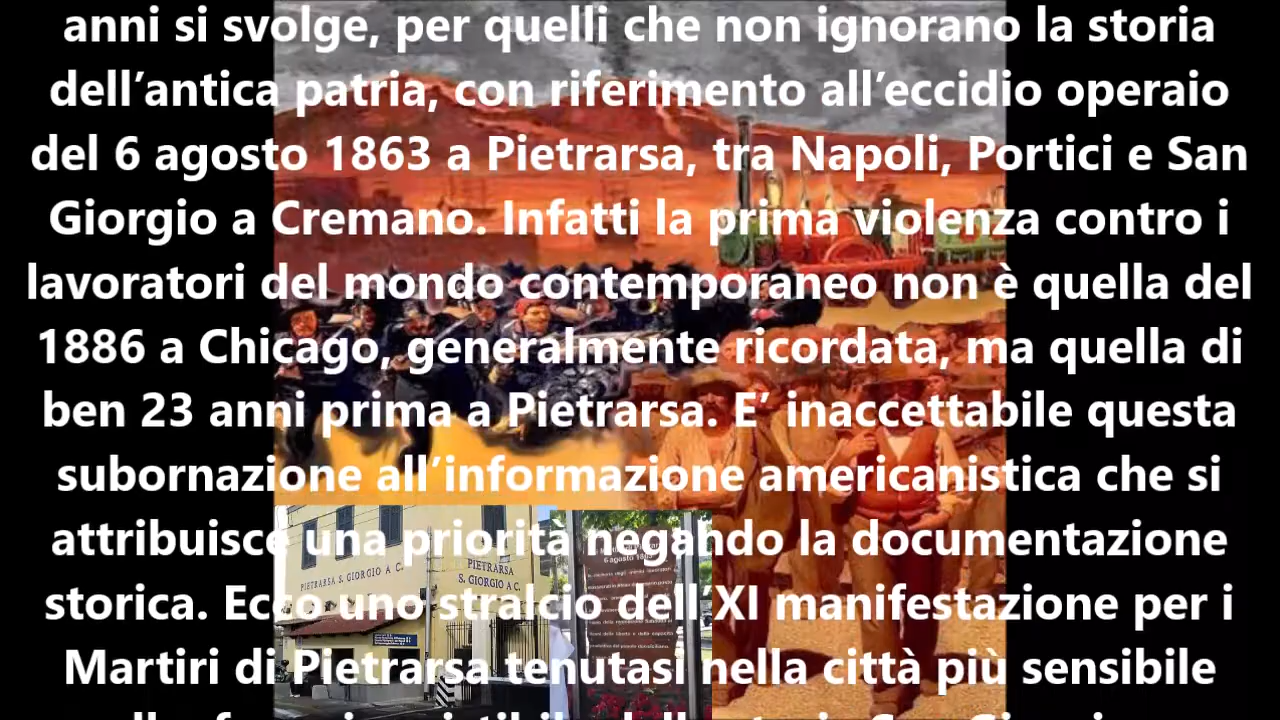 anni si svolge, per quelli che non ignorano la storia
dell’antica patria, con riferimento all’eccidio operaio
del 6 agosto 1863 a Pietrarsa, tra Napoli, Portici e San
Giorgio a Cremano. Infatti la prima violenza contro i
lavoratori del mondo contemporaneo non è quella del
1886 a Chicago, generalmente ricordata, ma quella di
ben 23 anni prima a Pietrarsa. E’ inaccettabile questa
subornazione all’informazione americanistica che si
attribuisce una priorità negando la documentazione
storica. Ecco uno stralcio dell’XI manifestazione per i
Martiri di Pietrarsa tenutasi nella città più sensibile
PIETRARSA S. GIORGIO A C.
PIETRARSA
S. GIORGIO A C.
6 agosto 1863